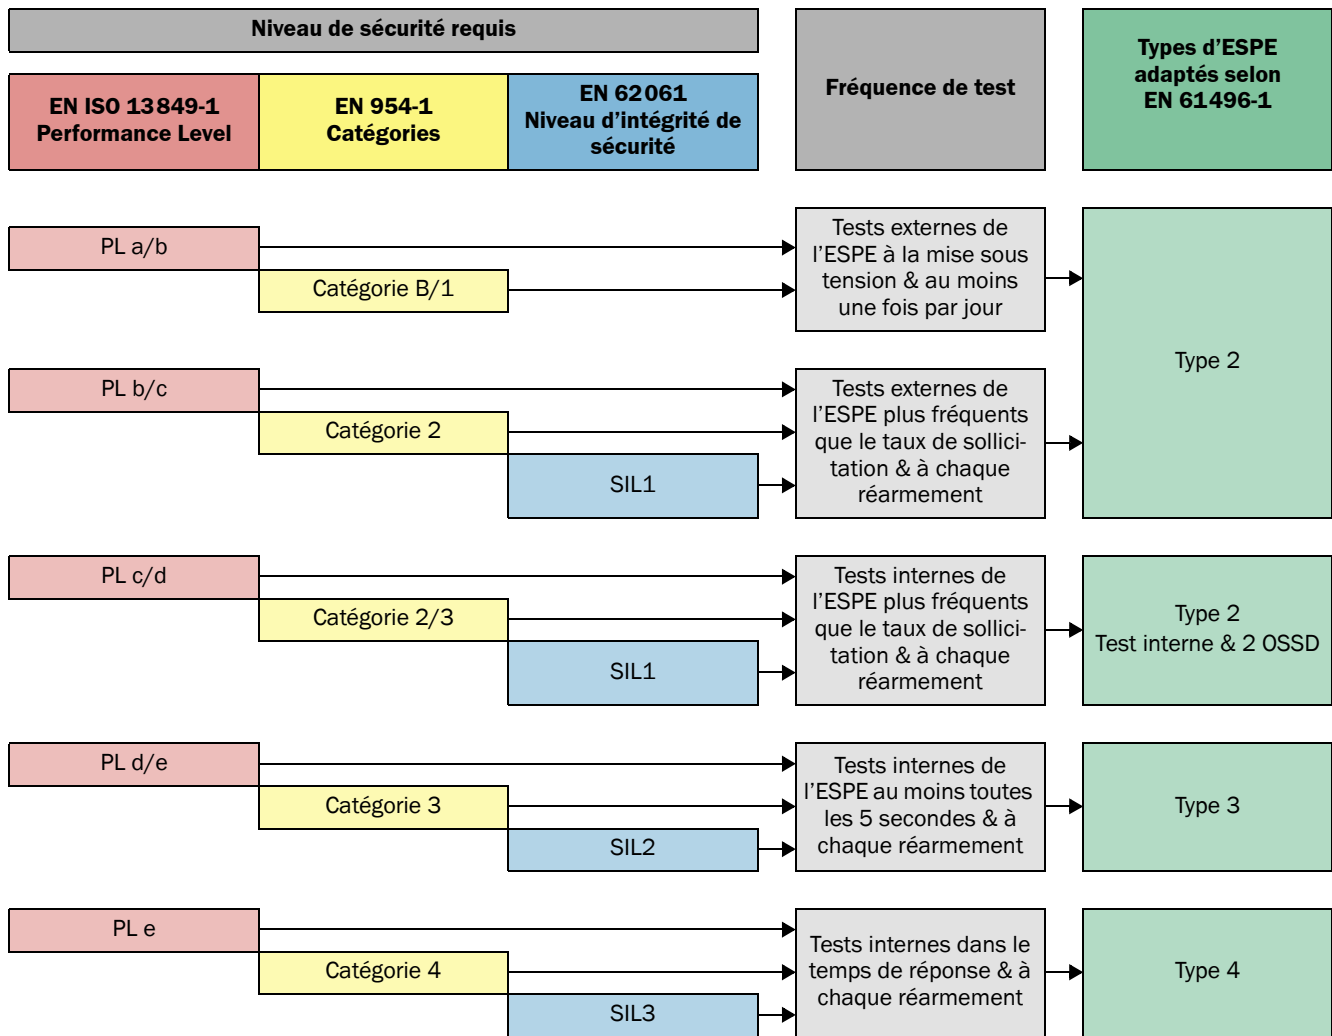 Niveau de sécurité requis
EN ISO 13849-1
Performance Level
EN 954-1
Catégories
EN 62061
Niveau d'intégrité de
sécurité
Fréquence de test
Types d'ESPE
adaptés selon
EN 61496-1
PL a/b
Catégorie B/1
Tests externes de
l'ESPE à la mise sous
tension & au moins
une fois par jour
Type 2
PL b/c
Catégorie 2
SIL1
Tests externes de
l'ESPE plus fréquents
que le taux de sollici-
tation & à chaque
réarmement
PL c/d
Catégorie 2/3
SIL1
Tests internes de
l'ESPE plus fréquents
que le taux de sollici-
tation & à chaque
réarmement
Type 2
Test interne & 2 OSSD
PL d/e
Catégorie 3
SIL2
Tests internes de
l'ESPE au moins toutes
les 5 secondes & à
chaque réarmement
Type 3
PL e
Catégorie 4
SIL3
Tests internes dans le
temps de réponse & à
chaque réarmement
Type 4